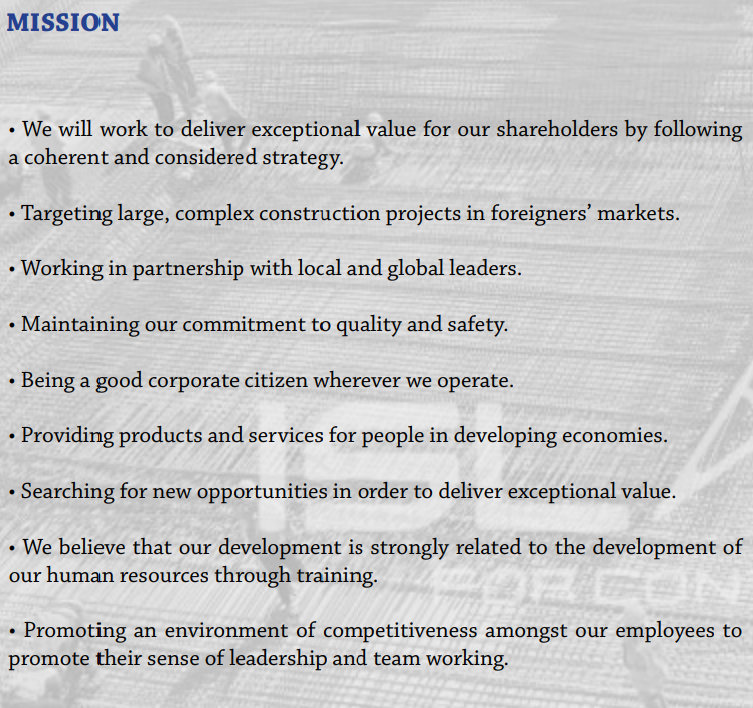 MISSION
• We will work to deliver exceptional value for our shareholders by following
a coherent and considered strategy.
• Targeting large, complex construction projects in foreigners’ markets.
• Working in partnership with local and global leaders.
• Maintaining our commitment to quality and safety.
• Being a good corporate citizen wherever we operate.
• Providing products and services for people in developing economies.
• Searching for new opportunities in order to deliver exceptional value.
• We believe that our development is strongly related to the development of
our human resources through training.
• Promoting an environment of competitiveness amongst our employees to
promote their sense of leadership and team working.